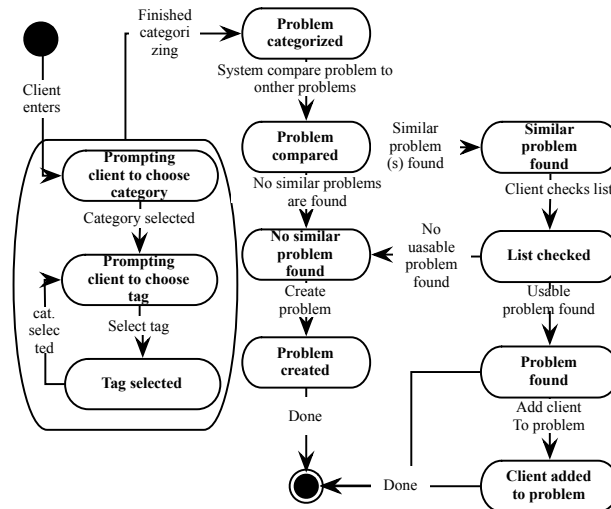 Finished
categori
zing
Problem
categorized
System compare problem to
onther problems
Client
enters
Prompting
client to choose
category
Category selected
Prompting
client to choose
tag
cat.
selec
ted
Select tag
Tag selected
Problem
compared
Similar
problem
(s) found
Similar
problem
found
No similar problems
are found
Client checks list
No similar
problem
found
No
uasable
problem
found
List checked
Create
problem
Usable
problem found
Problem
created
Problem
found
Add client
To problem
Done
Done
Client added
to problem